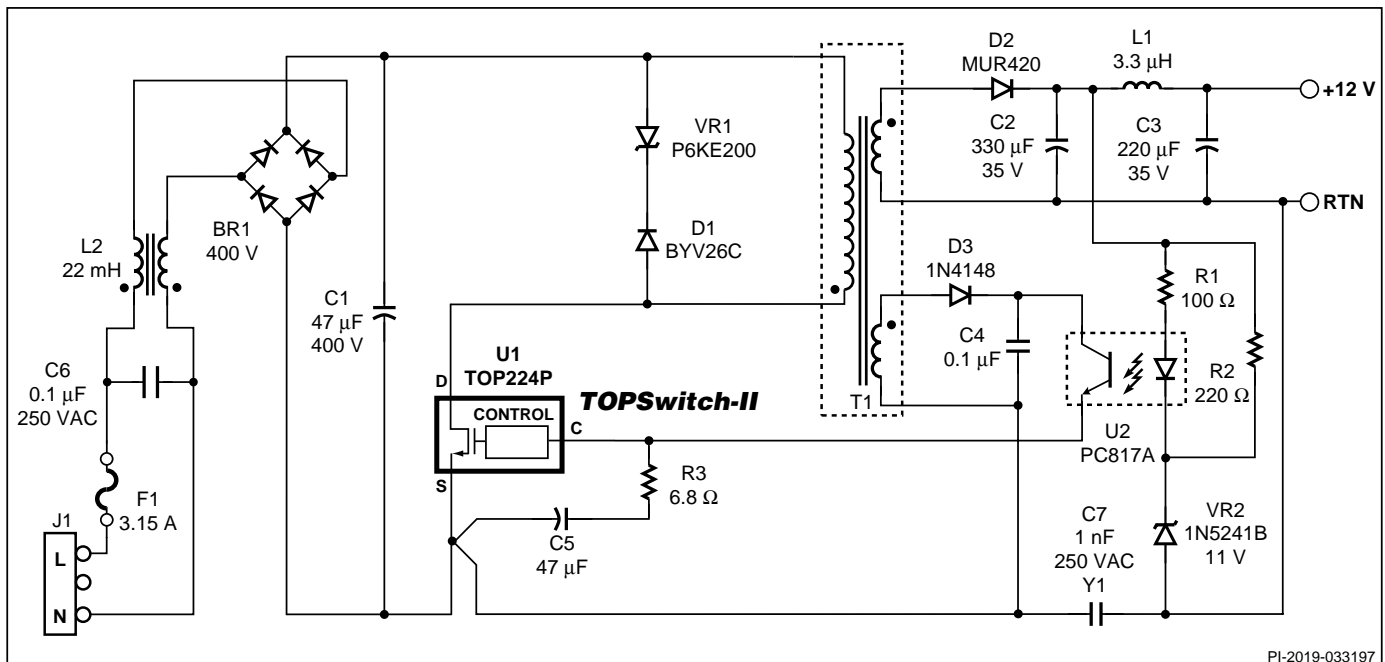 D2
MUR420
L1
3.3 µH
+12 V
VR1
P6KE200
C2
330 µF
35 V
C3
220 µF
35 V
RTN
BR1
400 V
L2
22 mH
D1
BYV26C
D3
1N4148
R1
100 Ω
C1
47 µF
400 V
C4
0.1 µF
R2
220 Ω
U1
TOP224P
C6
0.1 µF
250 VAC
D
TOPSwitch-II
T1
CONTROL
C
U2
PC817A
S
R3
6.8 Ω
F1
3.15 A
J1
L
N
C5
47 µF
C7
1 nF
250 VAC
Y1
VR2
1N5241B
11 V
PI-2019-033197